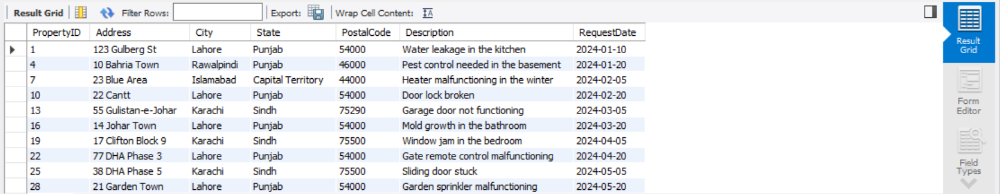 Result Grid Filter Rows: Export: Wrap Cell Content:
PropertyID Address City State PostalCode Description RequestDate
1 123 Gulberg St Lahore Punjab 54000 Water leakage in the kitchen 2024-01-10
4 10 Bahria Town Rawalpindi Punjab 46000 Pest control needed in the basement 2024-01-20
7 23 Blue Area Islamabad Capital Territory 44000 Heater malfunctioning in the winter 2024-02-05
10 22 Cantt Lahore Punjab 54000 Door lock broken 2024-02-20
13 55 Gulistan-e-Johar Karachi Sindh 75290 Garage door not functioning 2024-03-05
16 14 Johar Town Lahore Punjab 54000 Mold growth in the bathroom 2024-03-20
19 17 Clifton Block 9 Karachi Sindh 75500 Window jam in the bedroom 2024-04-05
22 77 DHA Phase 3 Lahore Punjab 54000 Gate remote control malfunctioning 2024-04-20
25 38 DHA Phase 5 Karachi Sindh 75500 Sliding door stuck 2024-05-05
28 21 Garden Town Lahore Punjab 54000 Garden sprinkler malfunctioning 2024-05-20
Result
Grid
Form
Editor
Field
Types